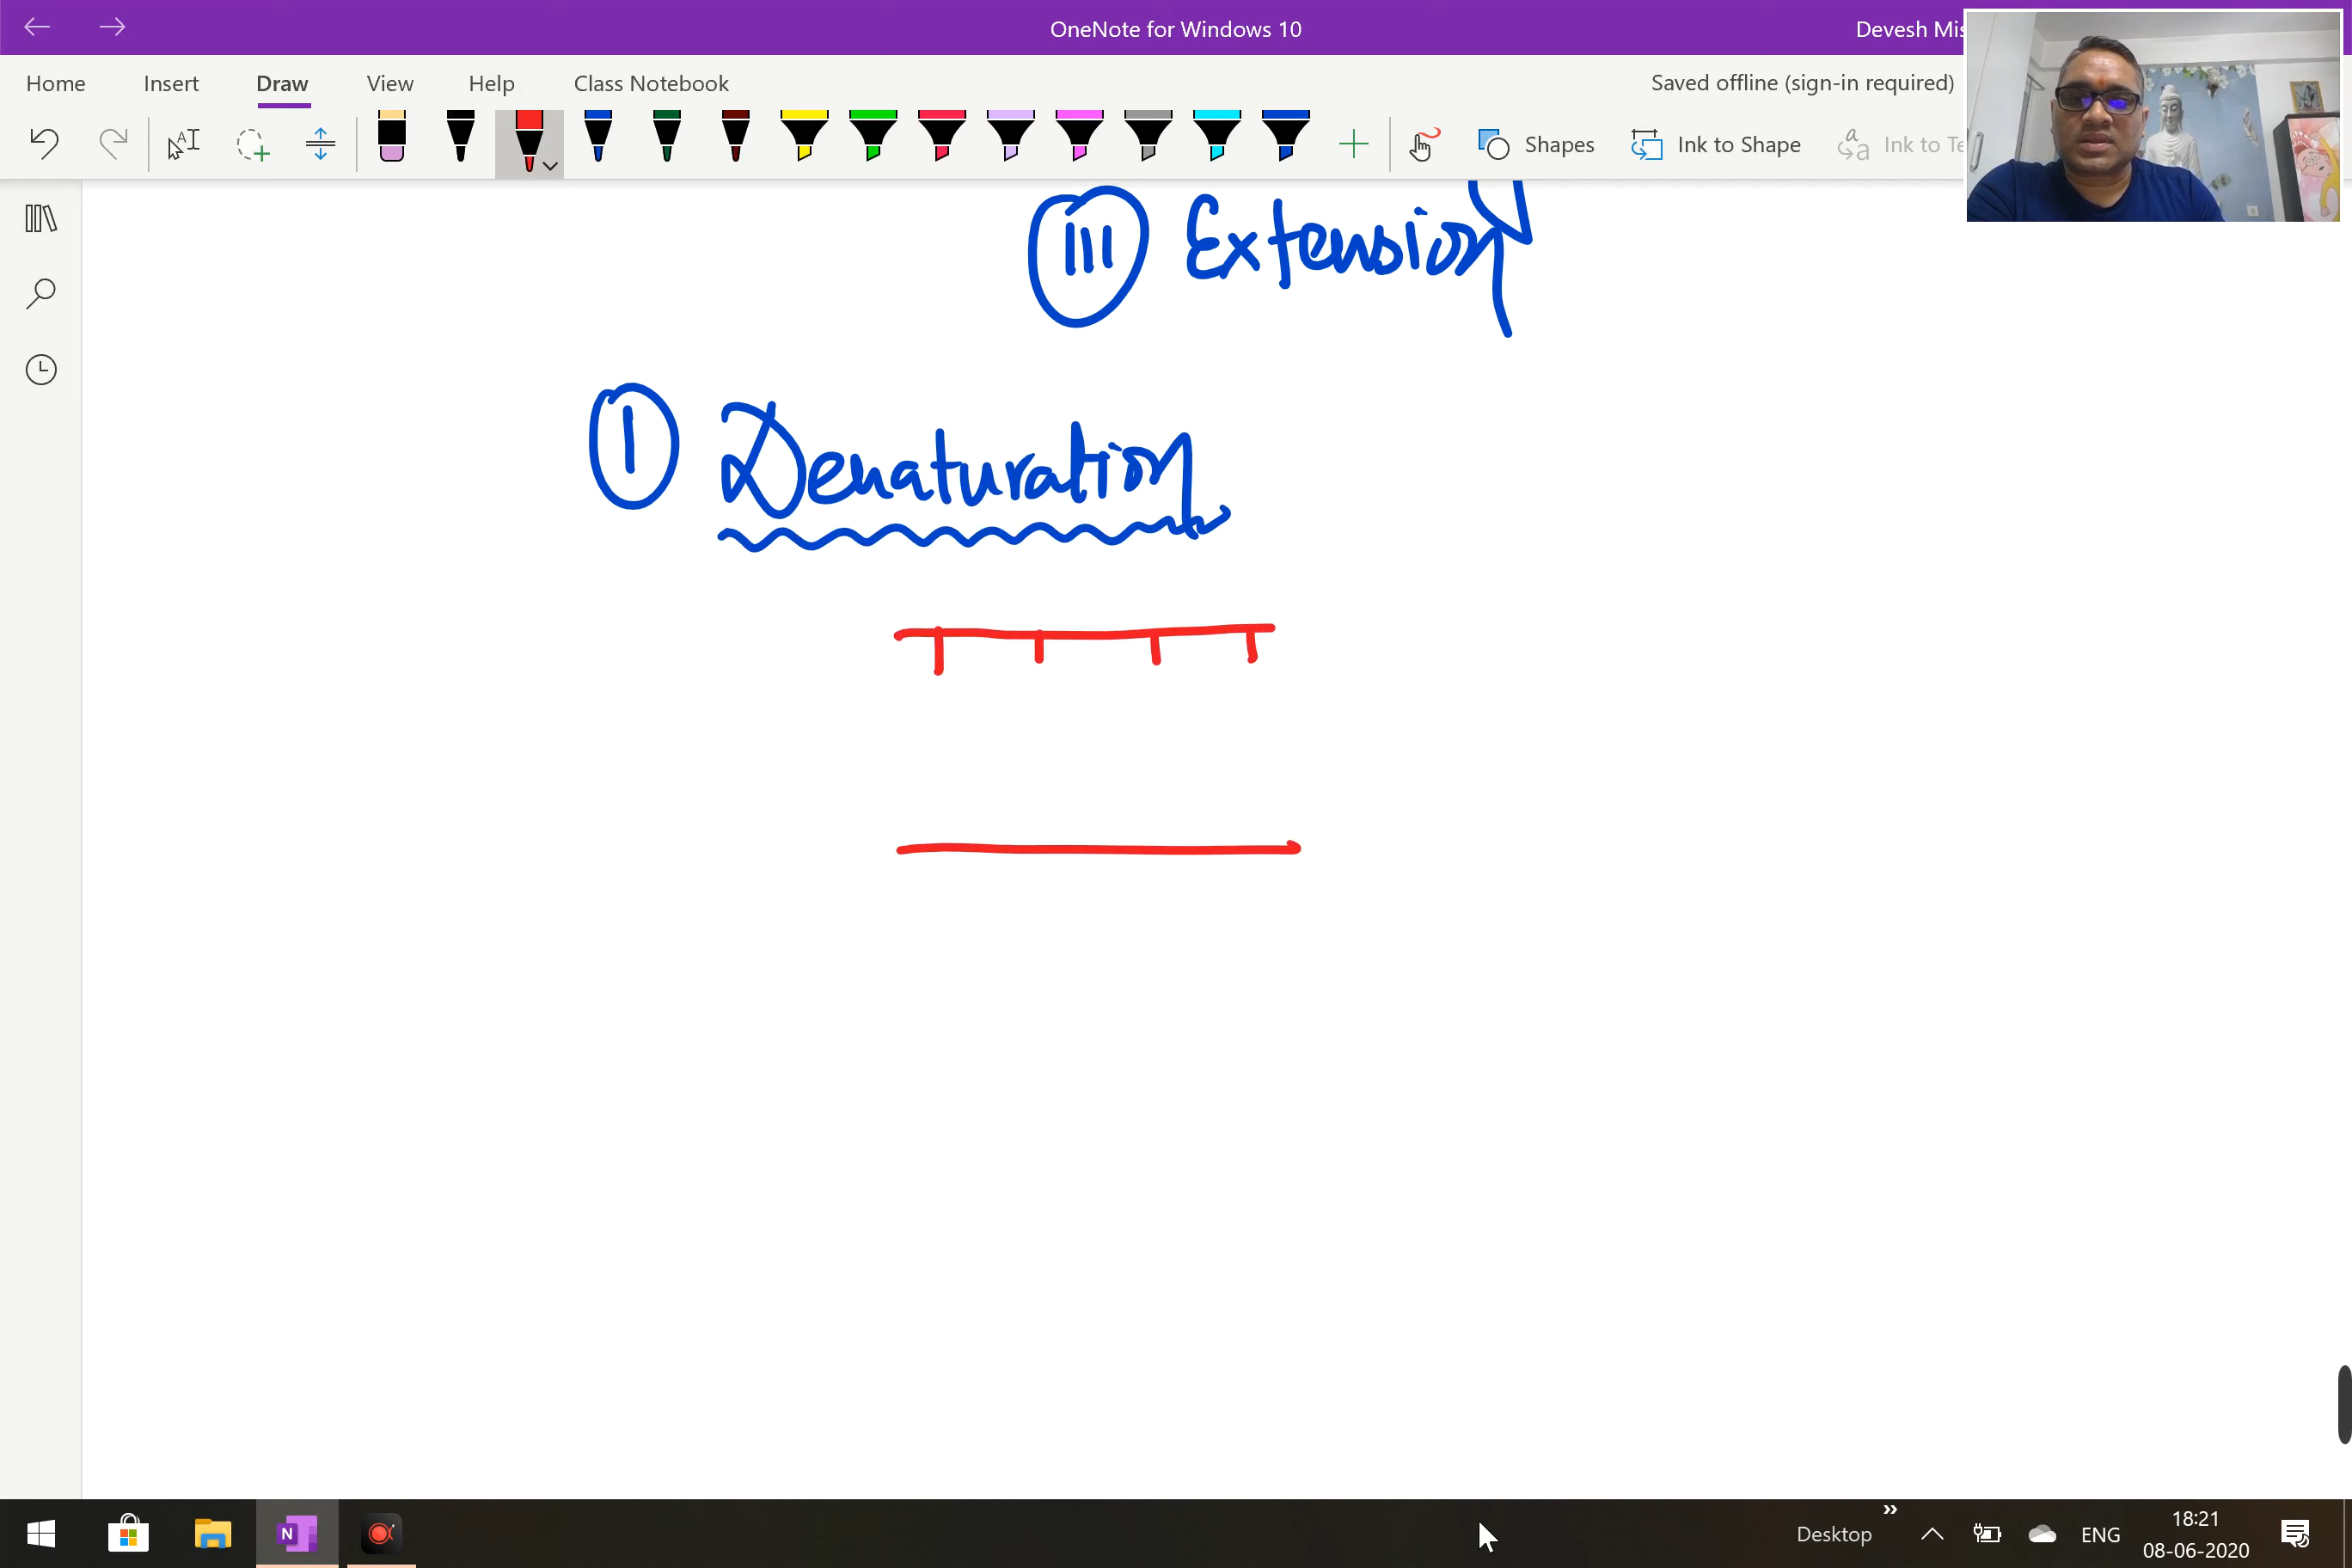 OneNote for Windows 10
Devesh Mis
Home Insert Draw View Help Class Notebook
Saved offline (sign-in required)
Shapes Ink to Shape Ink to Te
III Extension
I Denaturation
Desktop
ENG
18:21
08-06-2020